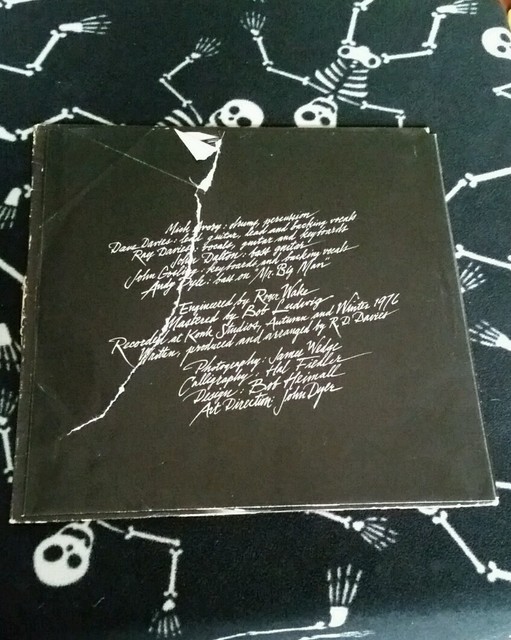 Mick Avory: drums, percussion
Dave Davies: lead guitar, lead and backing vocals
Ray Davies: vocals, guitar and keyboards
John Dalton: bass guitar
John Gosling: keyboards and backing vocals
Andy Pyle: bass on "Mr. Big Man"
Engineered by Roger Wake
Mastered by Bob Ludwig
Recorded at Konk Studios, Autumn and Winter 1976
Written, produced and arranged by R.D. Davies
Photography: James Wedge
Calligraphy: Hal Fiedler
Design: Bob Heimall
Art Direction: John Dyer